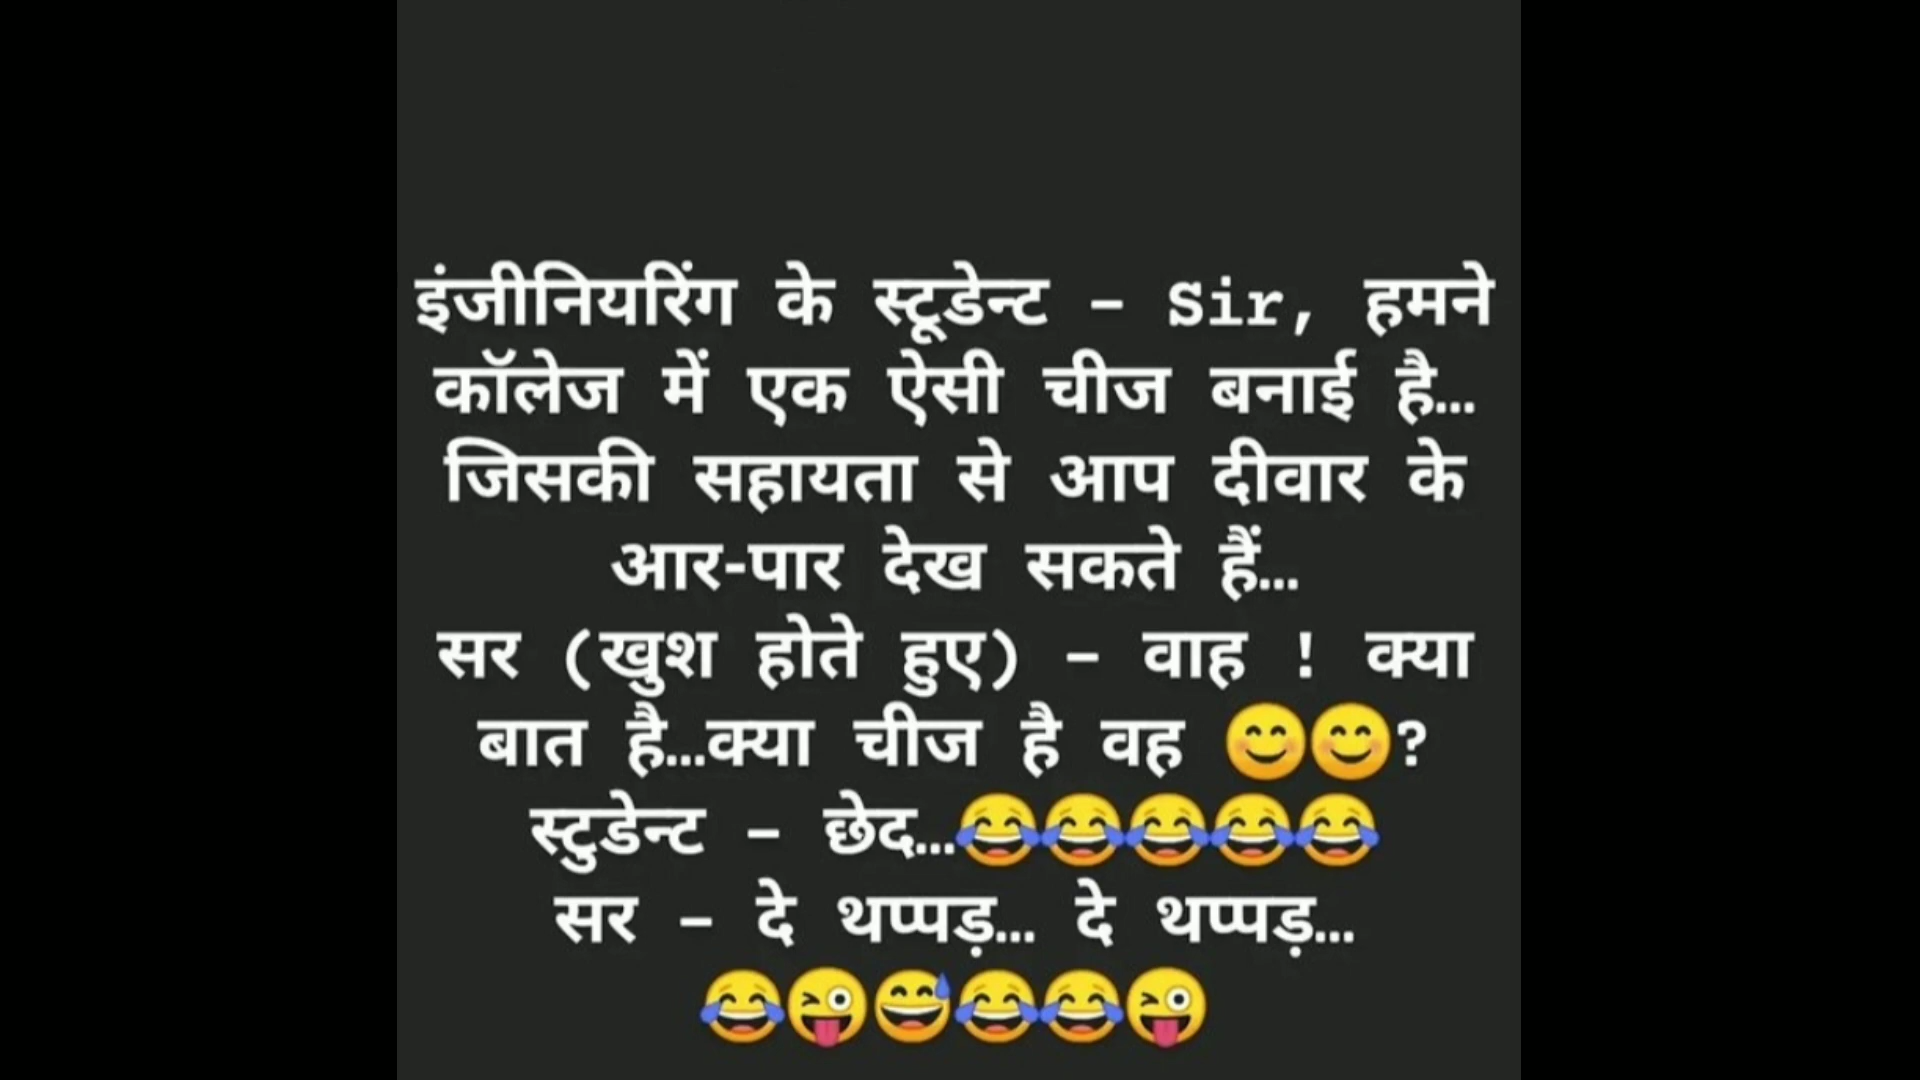 इंजीनियरिंग के स्टूडेन्ट – Sir, हमने
कॉलेज में एक ऐसी चीज बनाई है...
जिसकी सहायता से आप दीवार के
आर-पार देख सकते हैं...
सर (खुश होते हुए) – वाह ! क्या
बात है...क्या चीज है वह 😊😊?
स्टुडेन्ट – छेद...😂😂😂😂😂
सर – दे थप्पड़... दे थप्पड़...
😂😜😅😂😂😜